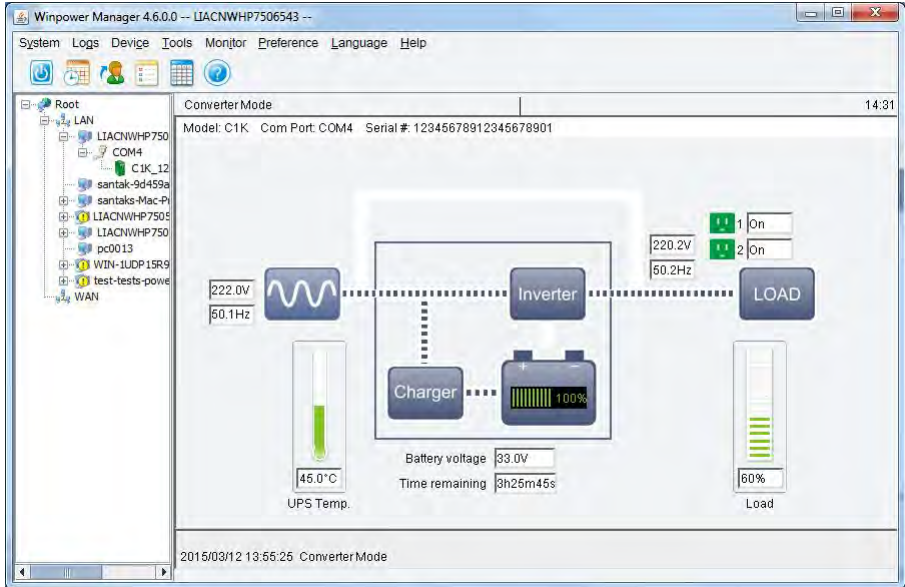 Winpower Manager 4.6.0.0 -- LIACNWHP7506543 --
System Logs Device Tools Monitor Preference Language Help
Root
LAN
LIACNWHP750
COM4
C1K_12
santak-9d459a
santaks-Mac-P
LIACNWHP7505
LIACNWHP750
pc0013
WIN-1UDP15R9
test-tests-powe
WAN
Converter Mode 14:31
Model: C1K Com Port: COM4 Serial #: 12345678912345678901
1 On
2 On
220.2V
50.2Hz
222.0V
50.1Hz
Inverter
LOAD
Charger
+ −
100%
Battery voltage 33.0V
Time remaining 3h25m45s
45.0°C
UPS Temp.
60%
Load
2015/03/12 13:55:25 Converter Mode